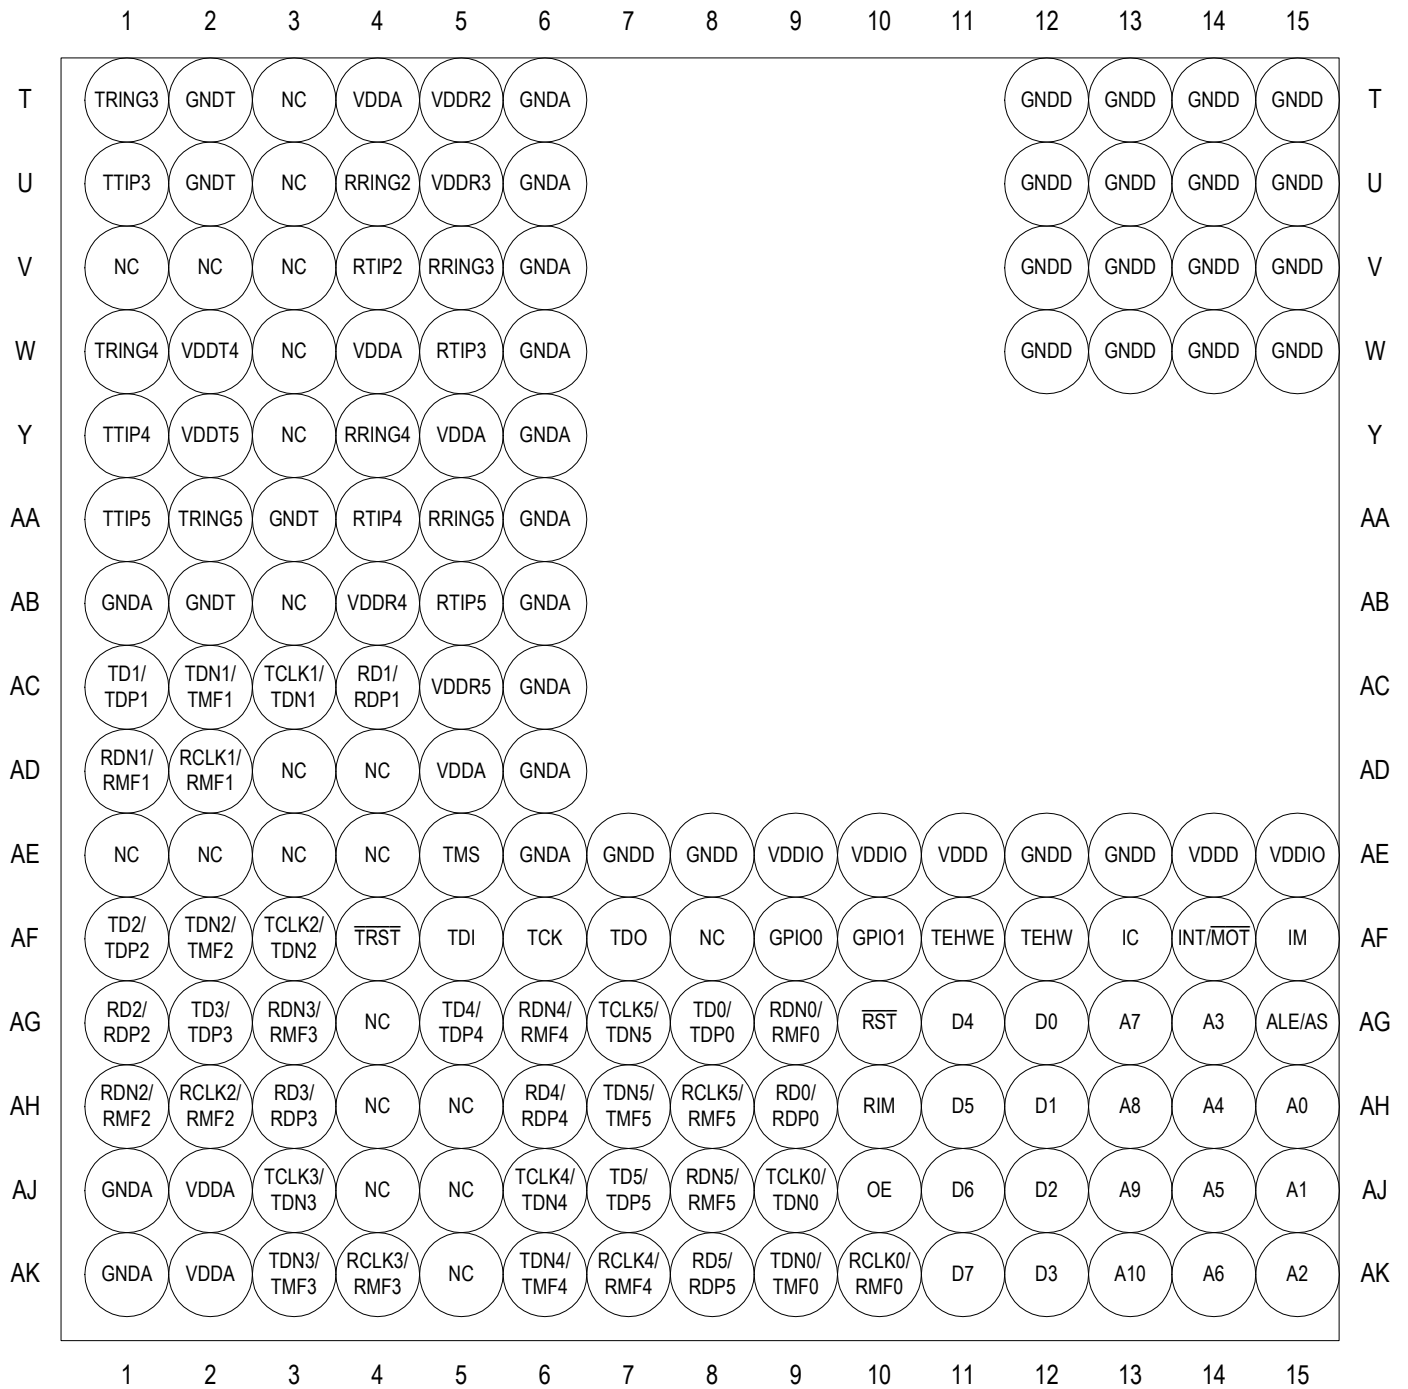 1 2 3 4 5 6 7 8 9 10 11 12 13 14 15
T TRING3 GNDT NC VDDA VDDR2 GNDA GNDD GNDD GNDD GNDD T
U TTIP3 GNDT NC RRING2 VDDR3 GNDA GNDD GNDD GNDD GNDD U
V NC NC NC RTIP2 RRING3 GNDA GNDD GNDD GNDD GNDD V
W TRING4 VDDT4 NC VDDA RTIP3 GNDA GNDD GNDD GNDD GNDD W
Y TTIP4 VDDT5 NC RRING4 VDDA GNDA Y
AA TTIP5 TRING5 GNDT RTIP4 RRING5 GNDA AA
AB GNDA GNDT NC VDDR4 RTIP5 GNDA AB
AC TD1/ TDP1 TDN1/ TMF1 TCLK1/ TDN1 RD1/ RDP1 VDDR5 GNDA AC
AD RDN1/ RMF1 RCLK1/ RMF1 NC NC VDDA GNDA AD
AE NC NC NC NC TMS GNDA GNDD GNDD VDDIO VDDIO VDDD GNDD GNDD VDDD VDDIO AE
AF TD2/ TDP2 TDN2/ TMF2 TCLK2/ TDN2 TRST TDI TCK TDO NC GPIO0 GPIO1 TEHWE TEHW IC INT/MOT IM AF
AG RD2/ RDP2 TD3/ TDP3 RDN3/ RMF3 NC TD4/ TDP4 RDN4/ RMF4 TCLK5/ TDN5 TD0/ TDP0 RDN0/ RMF0 RST D4 D0 A7 A3 ALE/AS AG
AH RDN2/ RMF2 RCLK2/ RMF2 RD3/ RDP3 NC NC RD4/ RDP4 TDN5/ TMF5 RCLK5/ RMF5 RD0/ RDP0 RIM D5 D1 A8 A4 A0 AH
AJ GNDA VDDA TCLK3/ TDN3 NC NC TCLK4/ TDN4 TD5/ TDP5 RDN5/ RMF5 TCLK0/ TDN0 OE D6 D2 A9 A5 A1 AJ
AK GNDA VDDA TDN3/ TMF3 RCLK3/ RMF3 NC TDN4/ TMF4 RCLK4/ RMF4 RD5/ RDP5 TDN0/ TMF0 RCLK0/ RMF0 D7 D3 A10 A6 A2 AK
1 2 3 4 5 6 7 8 9 10 11 12 13 14 15